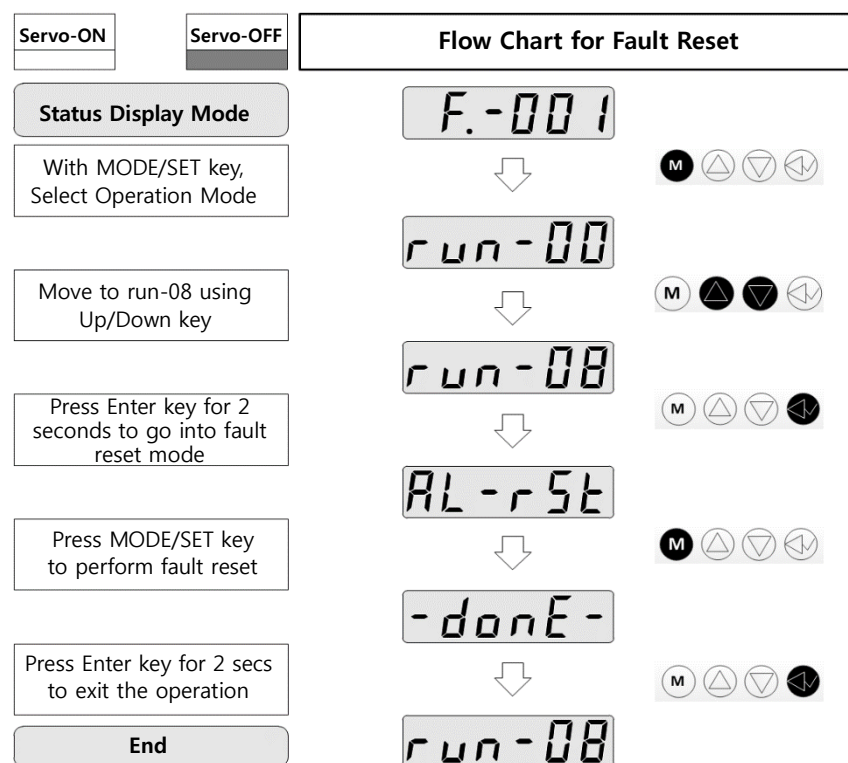 Servo-ON
Servo-OFF
Flow Chart for Fault Reset
Status Display Mode
F.-001
With MODE/SET key,
Select Operation Mode
M
run-00
Move to run-08 using
Up/Down key
M
run-08
Press Enter key for 2
seconds to go into fault
reset mode
M
AL-rSt
Press MODE/SET key
to perform fault reset
M
-donE-
Press Enter key for 2 secs
to exit the operation
M
End
run-08